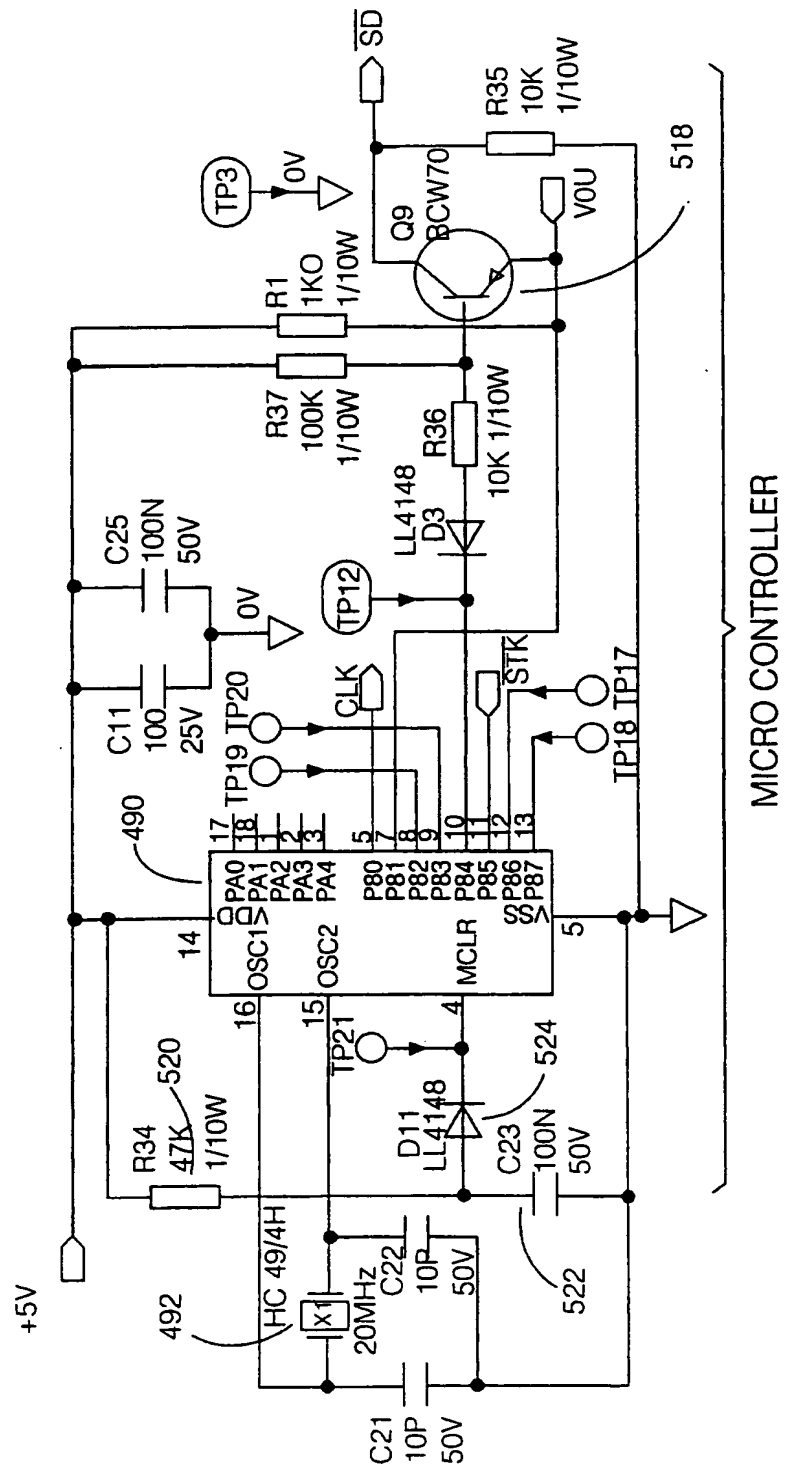 +5V
492
HC 49/4H
X1
20MHz
C21
10P
50V
C22
10P
50V
R34
47K
1/10W
520
D11
LL4148
524
C23
100N
50V
522
TP21
490
16
15
4
14
5
OSC1
OSC2
MCLR
VDD
VSS
PA0
PA1
PA2
PA3
PA4
P80
P81
P82
P83
P84
P85
P86
P87
17
18
1
2
3
5
7
8
9
10
11
12
13
TP19
TP20
C11
100
25V
C25
100N
50V
0V
CLK
TP12
STK
TP18
TP17
LL4148
D3
R36
10K 1/10W
R37
100K
1/10W
R1
1KO
1/10W
TP3
0V
Q9
BCW70
SD
R35
10K
1/10W
V0U
518
MICRO CONTROLLER